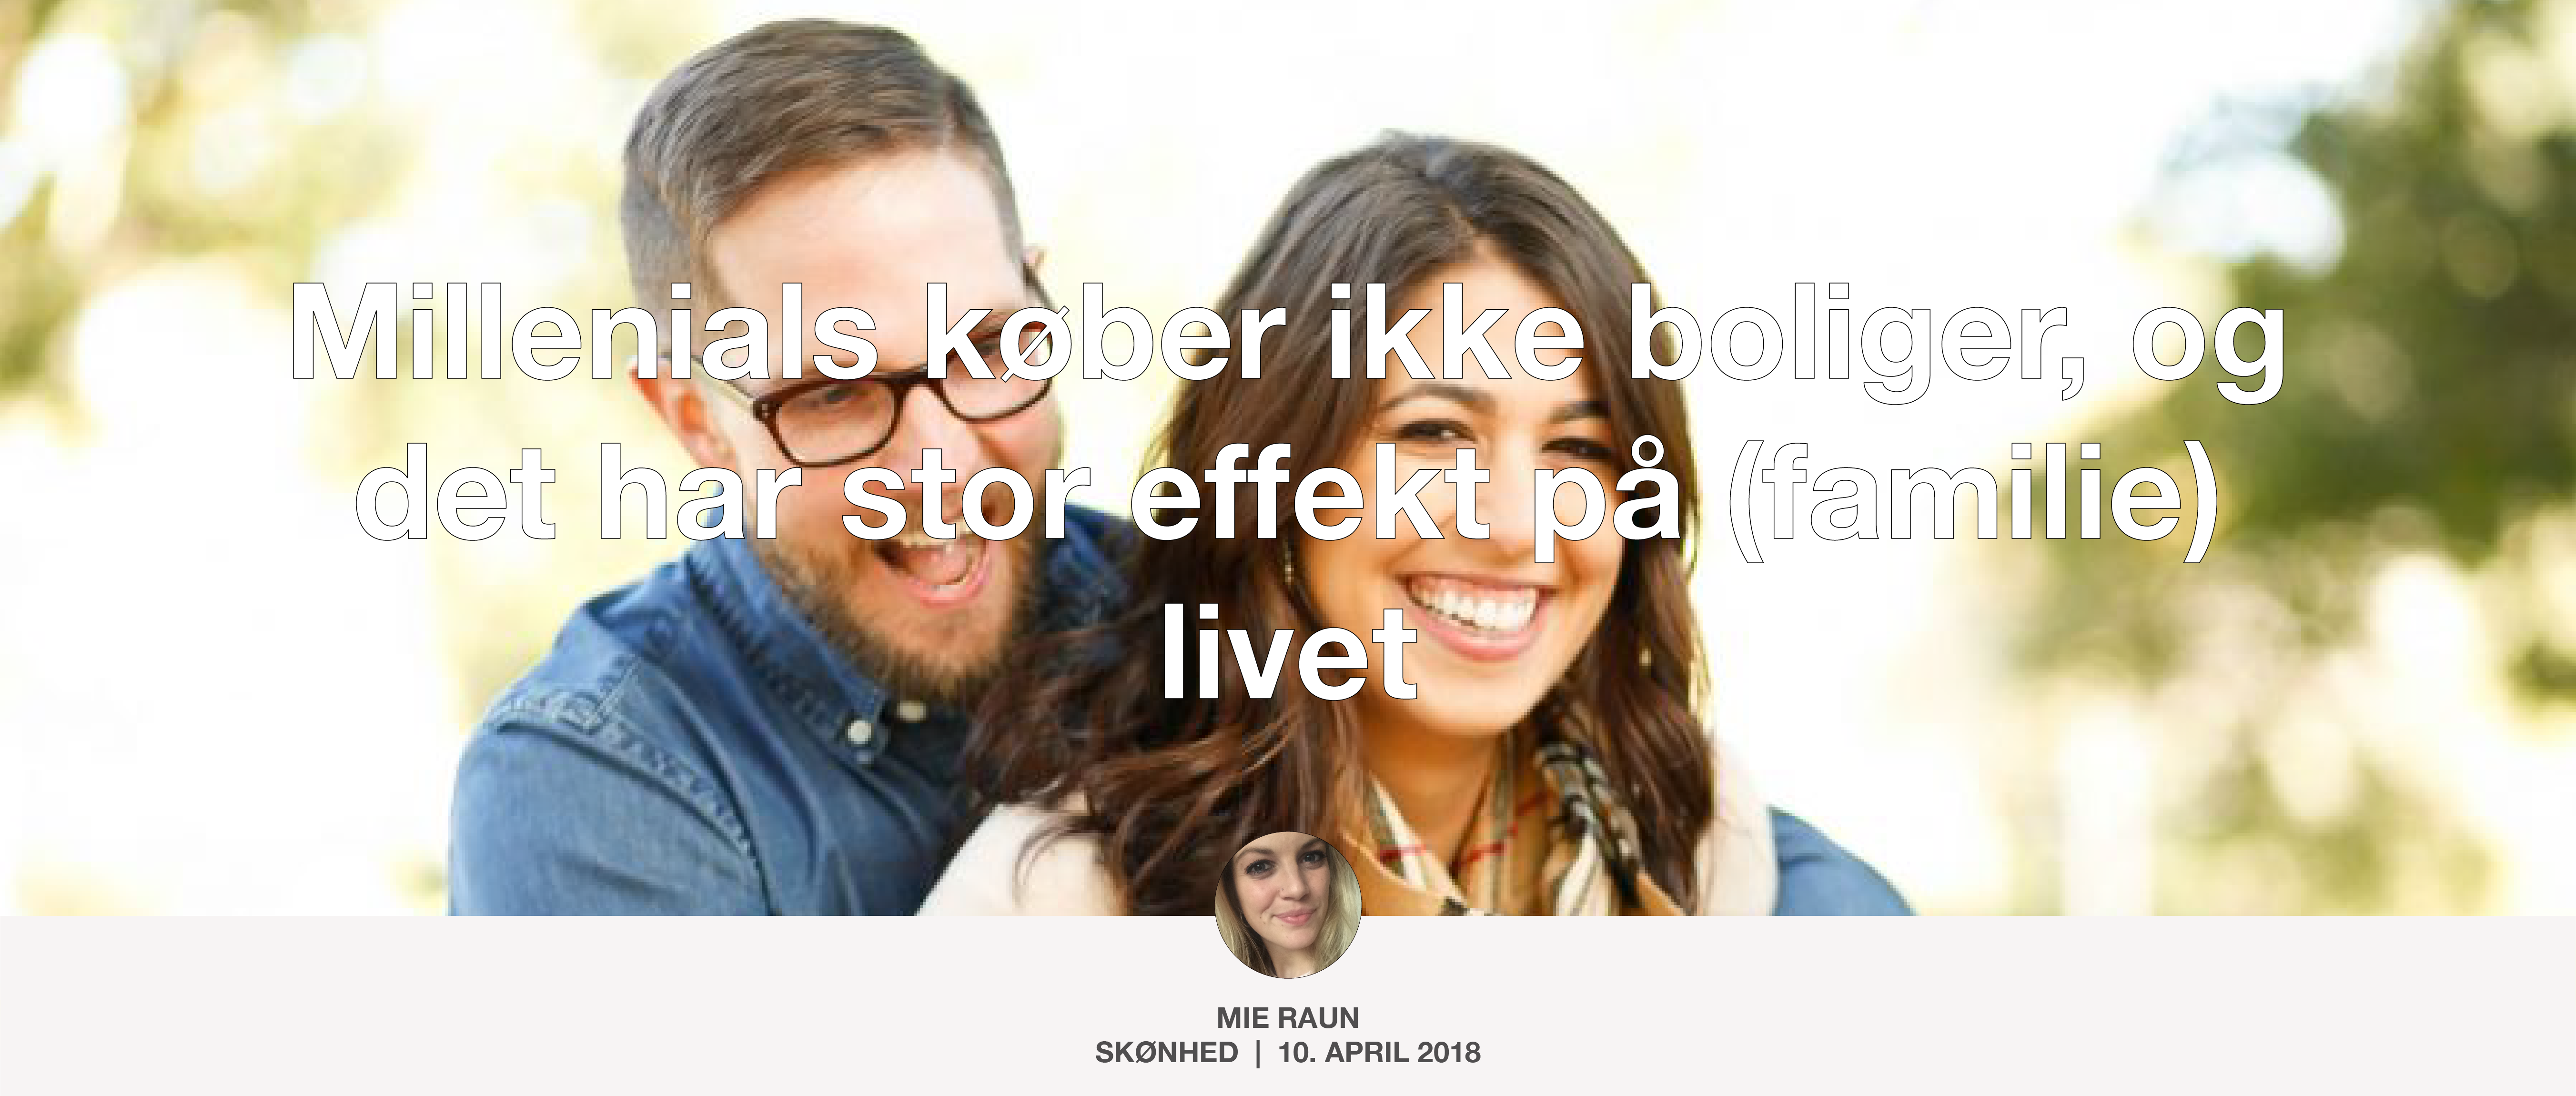 Millenials køber ikke boliger, og
det har stor effekt på (familie)
livet
MIE RAUN
SKØNHED | 10. APRIL 2018